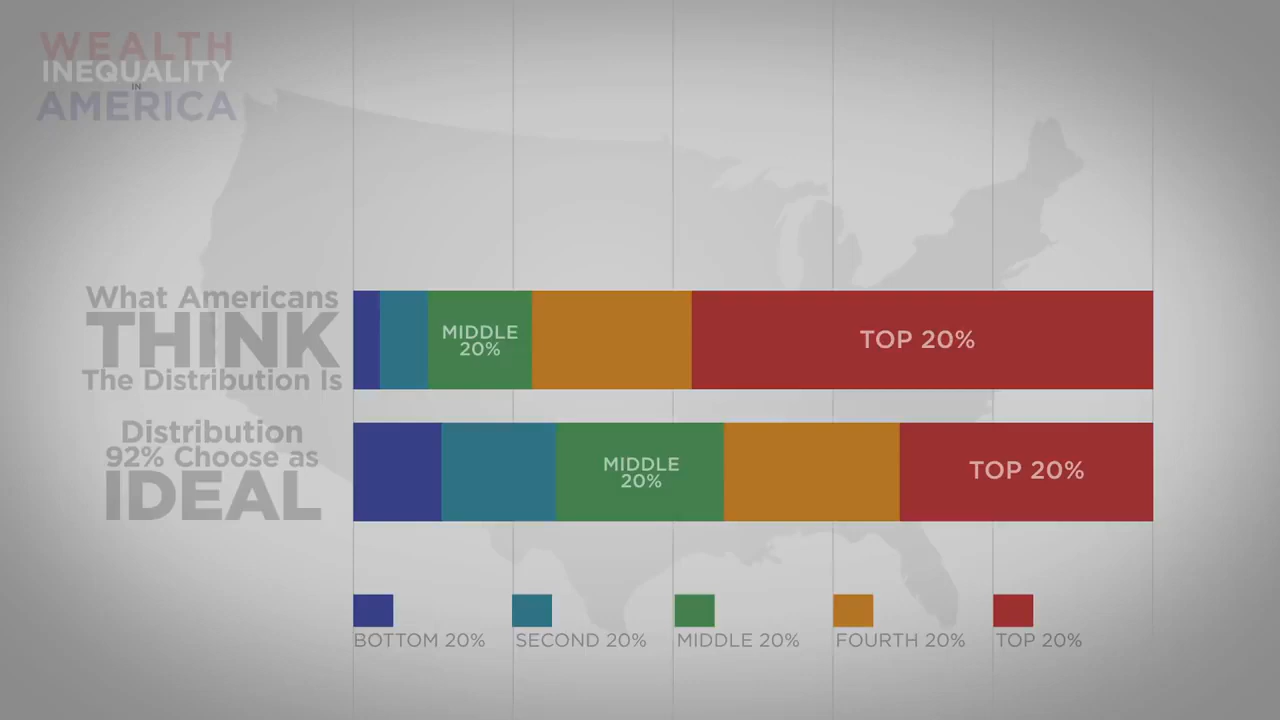 WEALTH
INEQUALITY
IN
AMERICA
What Americans
THINK
The Distribution Is
MIDDLE
20%
TOP 20%
Distribution
92% Choose as
IDEAL
MIDDLE
20%
TOP 20%
BOTTOM 20%
SECOND 20%
MIDDLE 20%
FOURTH 20%
TOP 20%